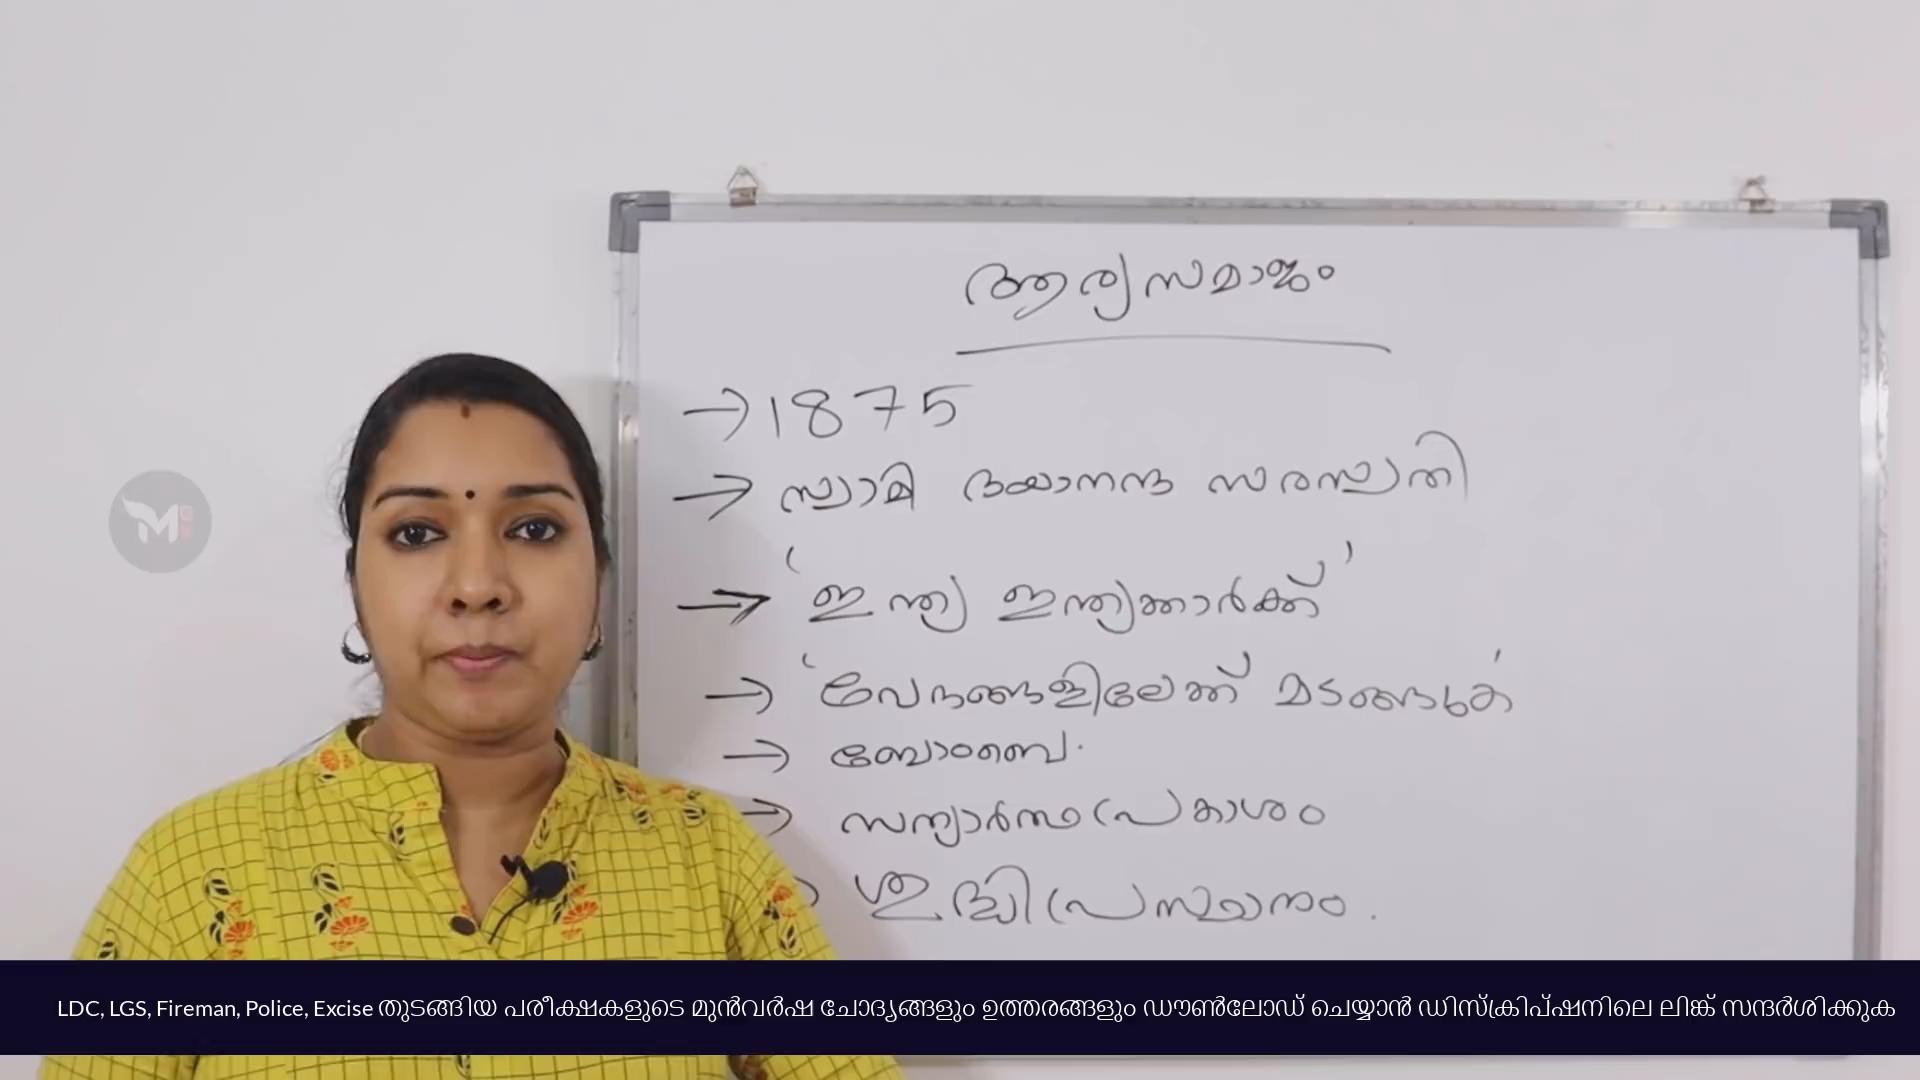 ആര്യസമാജം
→ 1875
→ സ്വാമി ദയാനന്ദ സരസ്വതി
→ 'ഇന്ത്യ ഇന്ത്യക്കാർക്ക്'
→ 'വേദങ്ങളിലേക്ക് മടങ്ങുക'
→ ബോംബെ.
→ സത്യാർത്ഥപ്രകാശം
ശുദ്ധിപ്രസ്ഥാനം.
M
LDC, LGS, Fireman, Police, Excise തുടങ്ങിയ പരീക്ഷകളുടെ മുൻവർഷ ചോദ്യങ്ങളും ഉത്തരങ്ങളും ഡൗൺലോഡ് ചെയ്യാൻ ഡിസ്ക്രിപ്ഷനിലെ ലിങ്ക് സന്ദർശിക്കുക